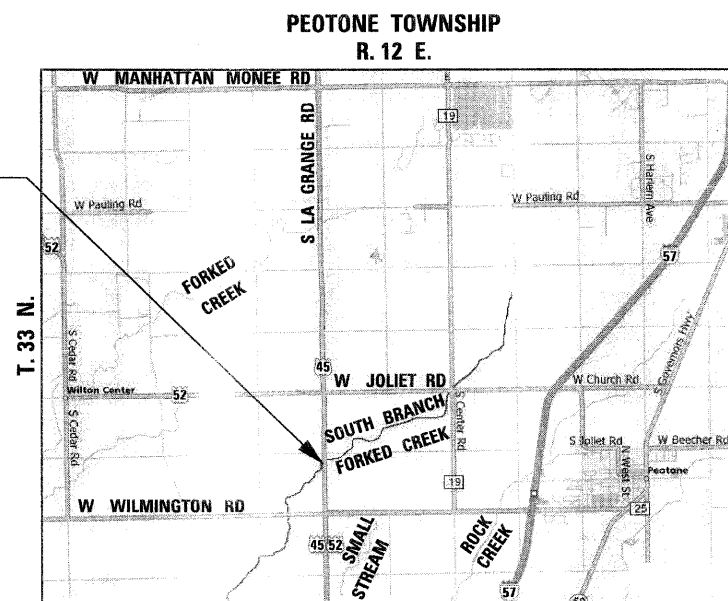 PEOTONE TOWNSHIP
R. 12 E.
W MANHATTAN MONEE RD
19
S LA GRANGE RD
S Harlem Ave
W Pauling Rd
W Pauling Rd
52
57
FORKED
CREEK
T. 33 N.
S Governors Hwy
S Cedar Rd
45
W JOLIET RD
W Church Rd
Wilton Center
52
SOUTH BRANCH
FORKED CREEK
S Center Rd
S Cedar Rd
S Joliet Rd
W Beecher Rd
N West St
Peotone
19
W WILMINGTON RD
25
45 52
SMALL
STREAM
ROCK
CREEK
57